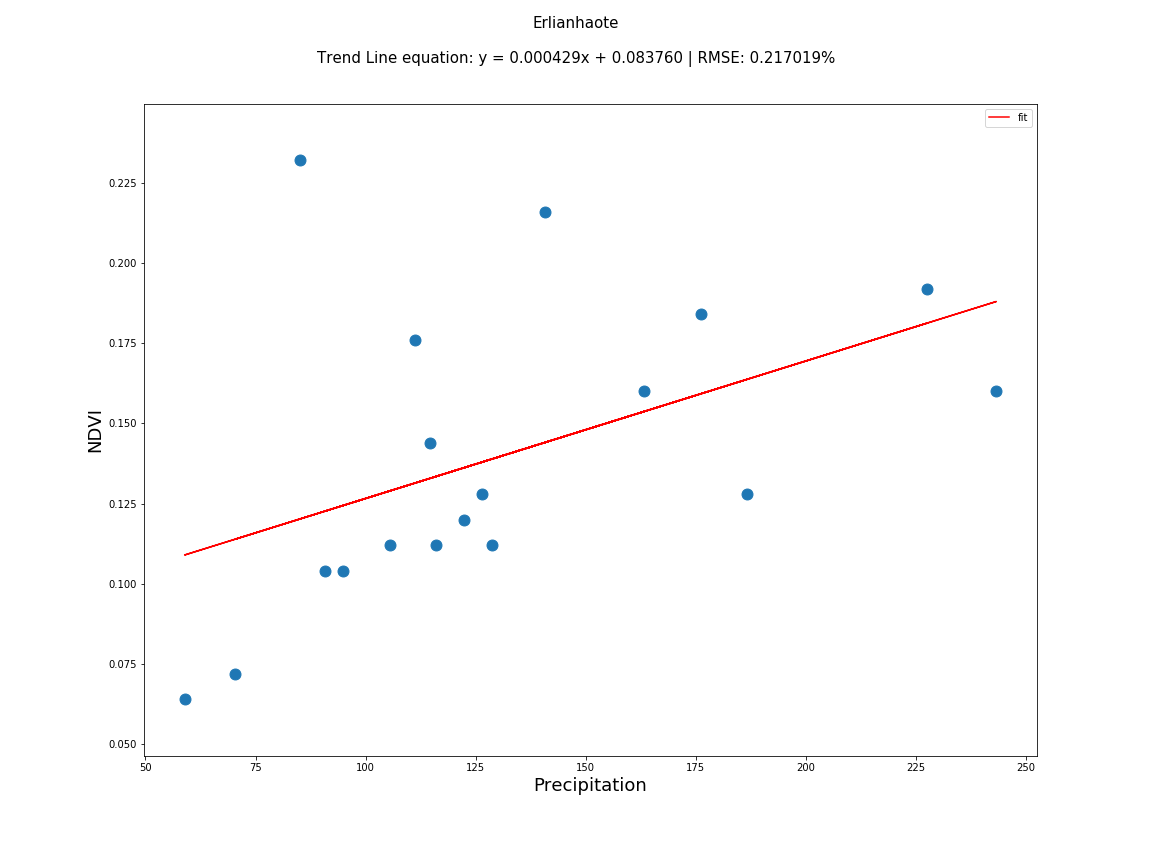 Erlianhaote
Trend Line equation: y = 0.000429x + 0.083760 | RMSE: 0.217019%
fit
0.225
0.200
0.175
0.150
0.125
0.100
0.075
0.050
NDVI
50 75 100 125 150 175 200 225 250
Precipitation